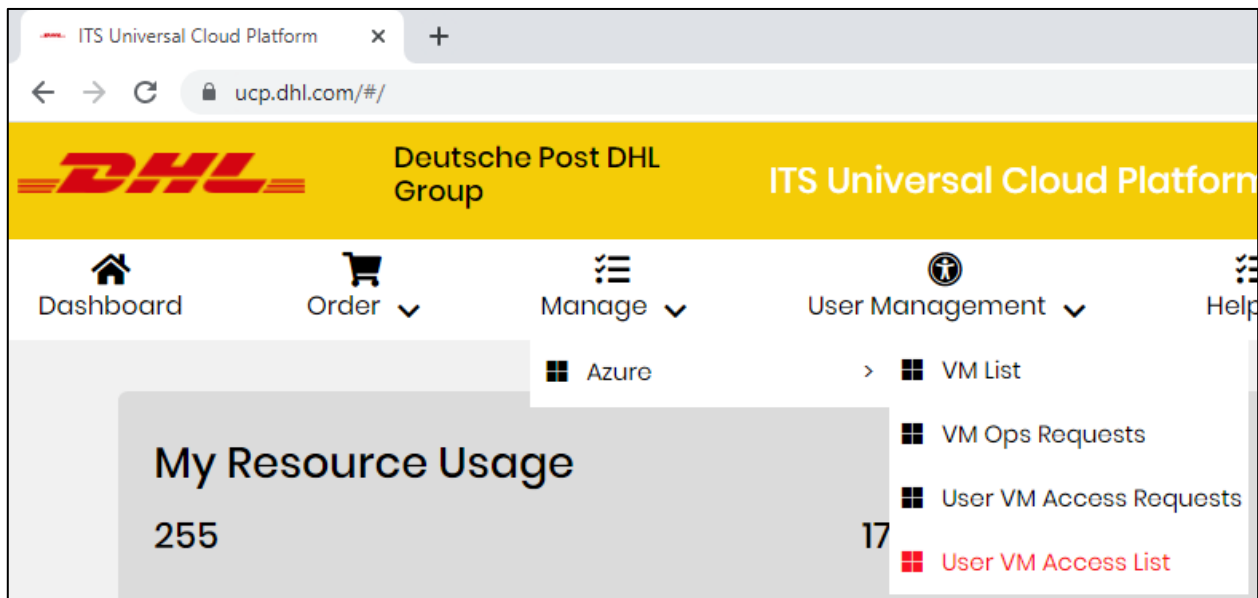 ITS Universal Cloud Platform
ucp.dhl.com/#/
DHL
Deutsche Post DHL
Group
ITS Universal Cloud Platform
Dashboard
Order
Manage
User Management
Help
Azure
VM List
VM Ops Requests
User VM Access Requests
User VM Access List
My Resource Usage
255
17